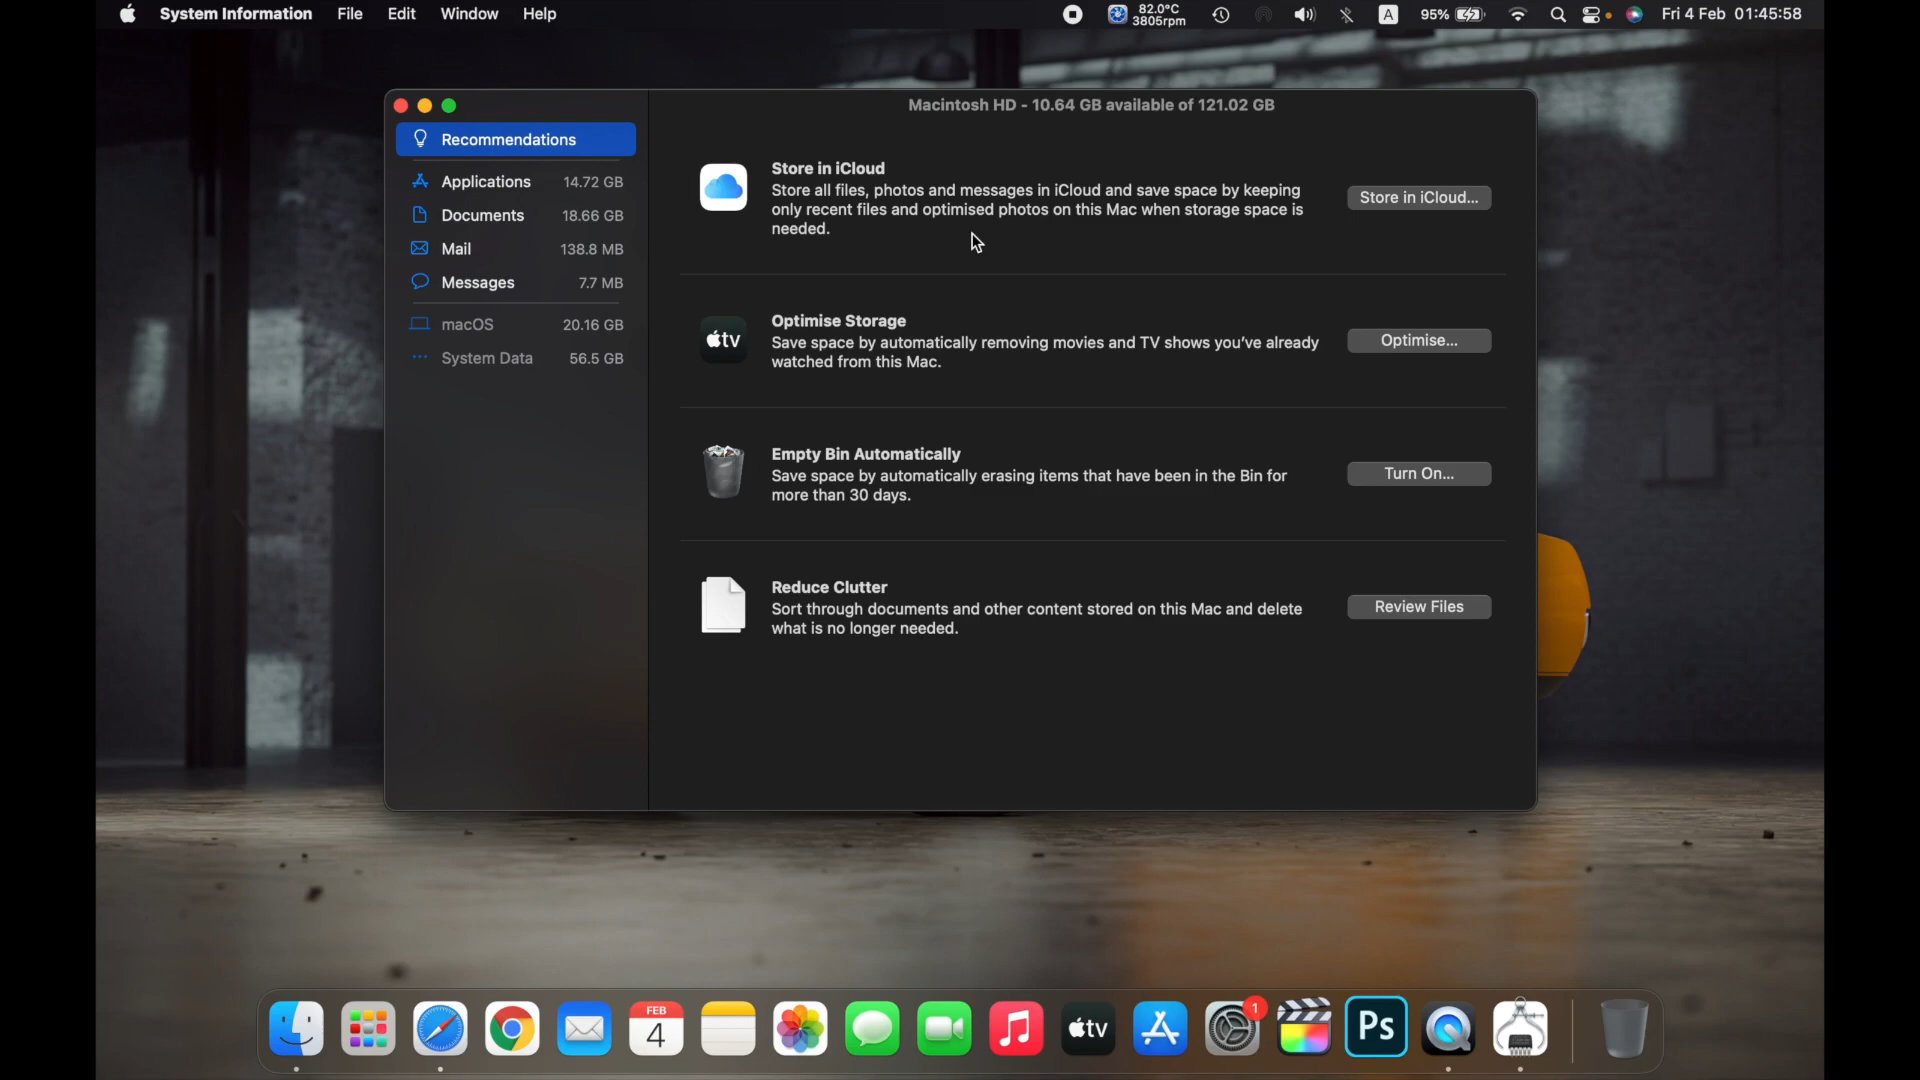 System Information File Edit Window Help
82.0°C
3805rpm
A
95%
Fri 4 Feb 01:45:58
Macintosh HD - 10.64 GB available of 121.02 GB
Recommendations
Applications 14.72 GB
Documents 18.66 GB
Mail 138.8 MB
Messages 7.7 MB
macOS 20.16 GB
System Data 56.5 GB
Store in iCloud
Store all files, photos and messages in iCloud and save space by keeping
only recent files and optimised photos on this Mac when storage space is
needed.
Store in iCloud...
tv
Optimise Storage
Save space by automatically removing movies and TV shows you've already
watched from this Mac.
Optimise...
Empty Bin Automatically
Save space by automatically erasing items that have been in the Bin for
more than 30 days.
Turn On...
Reduce Clutter
Sort through documents and other content stored on this Mac and delete
what is no longer needed.
Review Files
FEB
4
tv
1
Ps